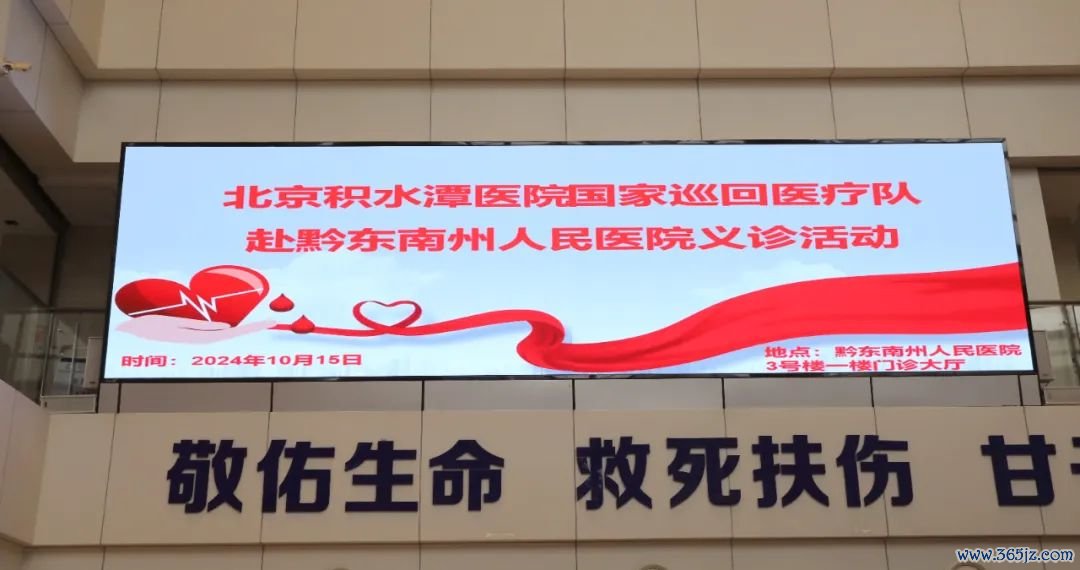 北京积水潭医院国家巡回医疗队
赴黔东南州人民医院义诊活动
时间：2024年10月15日
地点：黔东南州人民医院
3号楼一楼门诊大厅
敬佑生命 救死扶伤 甘
www.365jz.com